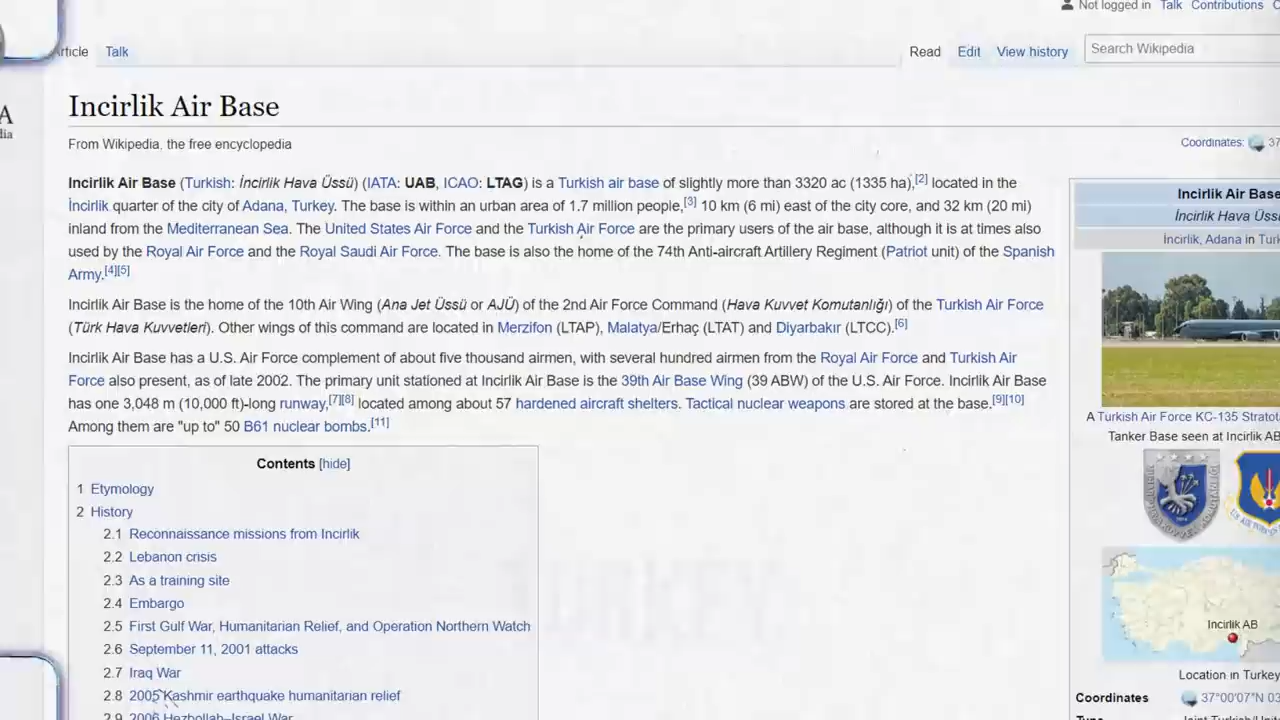 Not logged in Talk Contributions
Article Talk Read Edit View history Search Wikipedia
Incirlik Air Base
From Wikipedia, the free encyclopedia
Coordinates: 37
Incirlik Air Base (Turkish: İncirlik Hava Üssü) (IATA: UAB, ICAO: LTAG) is a Turkish air base of slightly more than 3320 ac (1335 ha),[2] located in the
İncirlik quarter of the city of Adana, Turkey. The base is within an urban area of 1.7 million people,[3] 10 km (6 mi) east of the city core, and 32 km (20 mi)
inland from the Mediterranean Sea. The United States Air Force and the Turkish Air Force are the primary users of the air base, although it is at times also
used by the Royal Air Force and the Royal Saudi Air Force. The base is also the home of the 74th Anti-aircraft Artillery Regiment (Patriot unit) of the Spanish
Army.[4][5]
Incirlik Air Base is the home of the 10th Air Wing (Ana Jet Üssü or AJÜ) of the 2nd Air Force Command (Hava Kuvvet Komutanlığı) of the Turkish Air Force
(Türk Hava Kuvvetleri). Other wings of this command are located in Merzifon (LTAP), Malatya/Erhaç (LTAT) and Diyarbakır (LTCC).[6]
Incirlik Air Base has a U.S. Air Force complement of about five thousand airmen, with several hundred airmen from the Royal Air Force and Turkish Air
Force also present, as of late 2002. The primary unit stationed at Incirlik Air Base is the 39th Air Base Wing (39 ABW) of the U.S. Air Force. Incirlik Air Base
has one 3,048 m (10,000 ft)-long runway,[7][8] located among about 57 hardened aircraft shelters. Tactical nuclear weapons are stored at the base.[9][10]
Among them are "up to" 50 B61 nuclear bombs.[11]
Contents [hide]
1 Etymology
2 History
2.1 Reconnaissance missions from Incirlik
2.2 Lebanon crisis
2.3 As a training site
2.4 Embargo
2.5 First Gulf War, Humanitarian Relief, and Operation Northern Watch
2.6 September 11, 2001 attacks
2.7 Iraq War
2.8 2005 Kashmir earthquake humanitarian relief
2.9 2006 Hezbollah–Israel War
Incirlik Air Base
İncirlik Hava Üssü
İncirlik, Adana in Turk
A Turkish Air Force KC-135 Stratota
Tanker Base seen at Incirlik AB
Incirlik AB
Location in Turkey
Coordinates 37°00′07″N 03
TURKEY